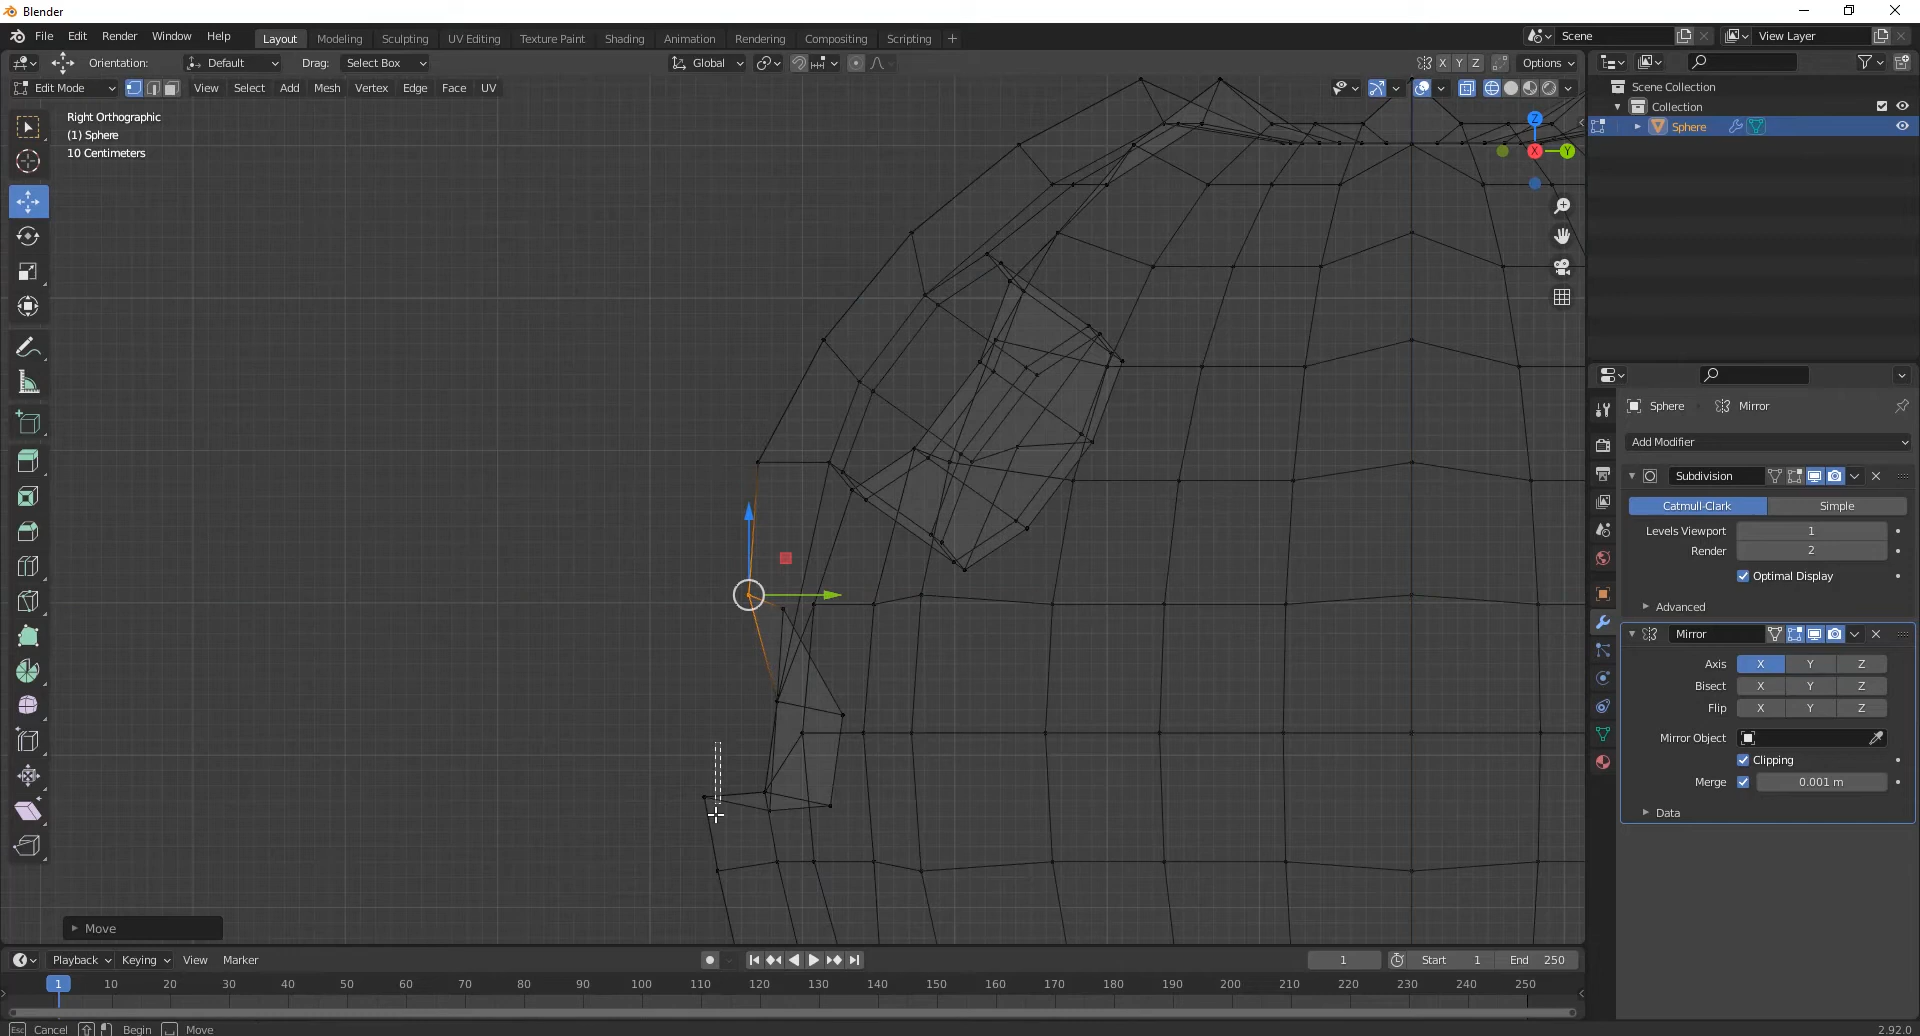 Blender
File Edit Render Window Help
Layout Modeling Sculpting UV Editing Texture Paint Shading Animation Rendering Compositing Scripting +
Scene
View Layer
Orientation: Default Drag: Select Box
Global
X Y Z Options
Edit Mode View Select Add Mesh Vertex Edge Face UV
Right Orthographic
(1) Sphere
10 Centimeters
Z
X
Y
Scene Collection
Collection
Sphere
Sphere Mirror
Add Modifier
Subdivision
Catmull-Clark Simple
Levels Viewport 1
Render 2
Optimal Display
Advanced
Mirror
Axis X Y Z
Bisect X Y Z
Flip X Y Z
Mirror Object
Clipping
Merge 0.001 m
Data
Move
Playback Keying View Marker
1 Start 1 End 250
1 10 20 30 40 50 60 70 80 90 100 110 120 130 140 150 160 170 180 190 200 210 220 230 240 250
Esc Cancel Begin Move
2.92.0